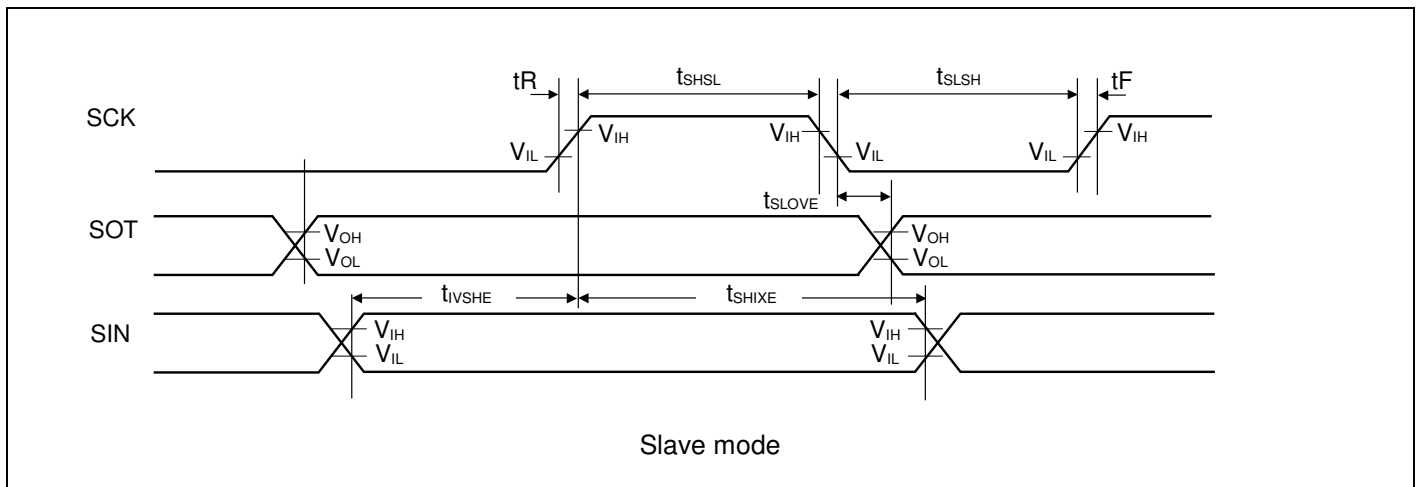 tR tSHSL tSLSH tF
SCK
VIH VIH VIH
VIL VIL VIL
tSLOVE
SOT
VOH VOH
VOL VOL
tIVSHE tSHIXE
SIN
VIH VIH
VIL VIL
Slave mode